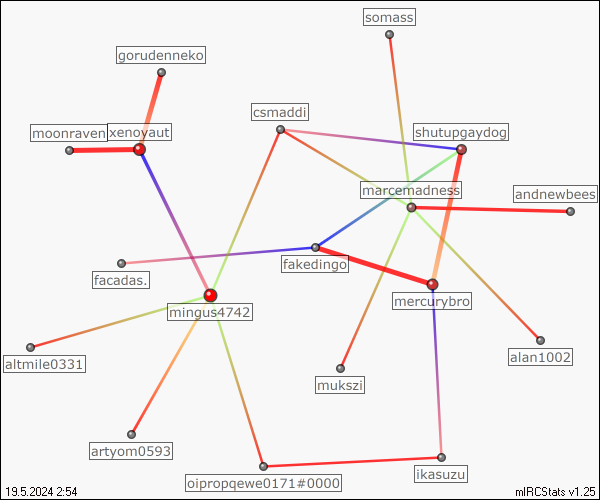 somass
gorudenneko
csmaddi
moonraven
xenoyaut
shutupgaydog
marcemadness
andnewbees
fakedingo
facadas.
mercurybro
mingus4742
altmile0331
alan1002
mukszi
artyom0593
ikasuzu
oipropqewe0171#0000
19.5.2024 2:54
mIRCStats v1.25